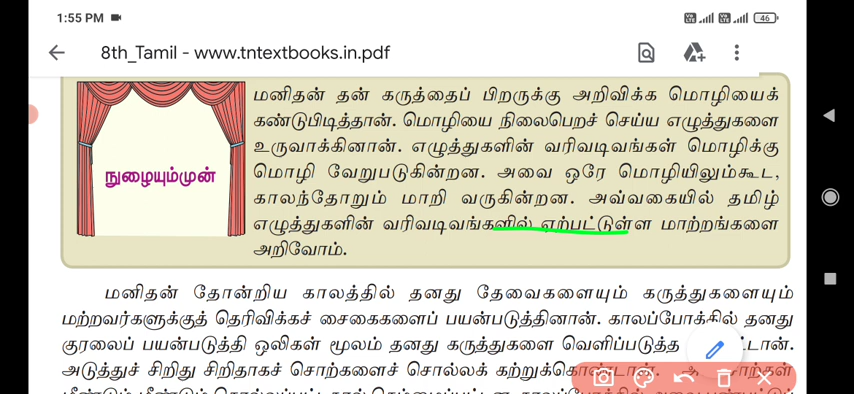 1:55 PM
46
8th_Tamil - www.tntextbooks.in.pdf
நுழையும்முன்
மனிதன் தன் கருத்தைப் பிறருக்கு அறிவிக்க மொழியைக்
கண்டுபிடித்தான். மொழியை நிலைபெறச் செய்ய எழுத்துகளை
உருவாக்கினான். எழுத்துகளின் வரிவடிவங்கள் மொழிக்கு
மொழி வேறுபடுகின்றன. அவை ஒரே மொழியிலும்கூட,
காலந்தோறும் மாறி வருகின்றன. அவ்வகையில் தமிழ்
எழுத்துகளின் வரிவடிவங்களில் ஏற்பட்டுள்ள மாற்றங்களை
அறிவோம்.
மனிதன் தோன்றிய காலத்தில் தனது தேவைகளையும் கருத்துகளையும்
மற்றவர்களுக்குத் தெரிவிக்கச் சைகைகளைப் பயன்படுத்தினான். காலப்போக்கில் தனது
குரலைப் பயன்படுத்தி ஒலிகள் மூலம் தனது கருத்துகளை வெளிப்படுத்த
அடுத்துச் சிறிது சிறிதாகச் சொற்களைச் சொல்லக் கற்றுக்கொண்டான்.